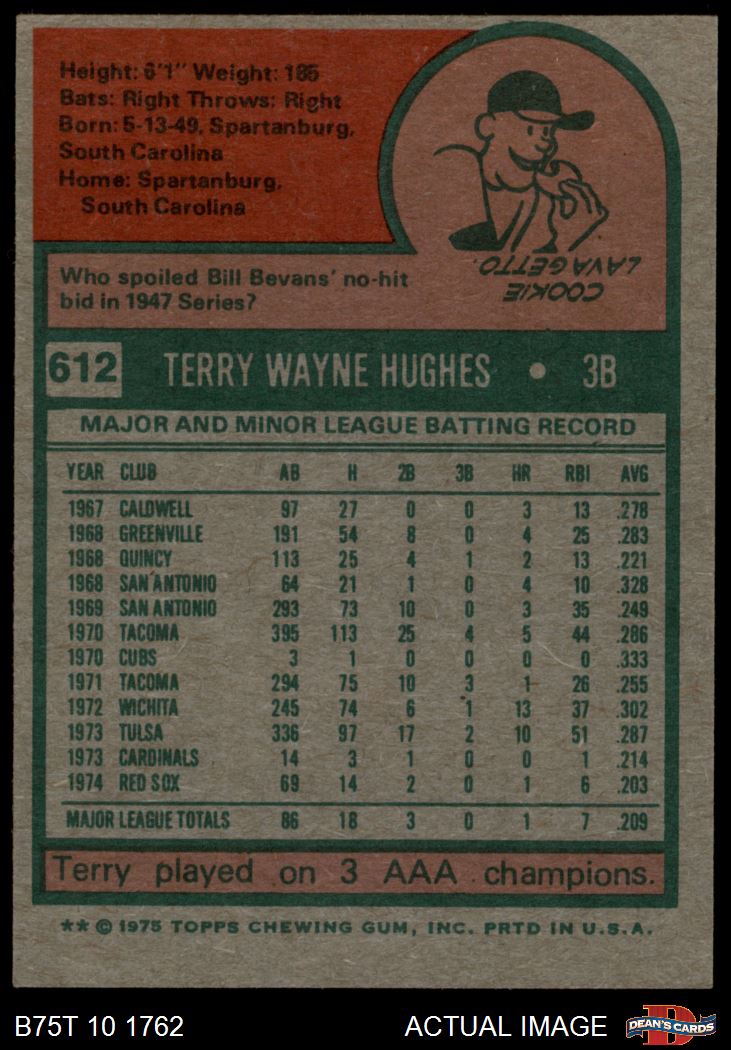 Height: 6'1" Weight: 185
Bats: Right Throws: Right
Born: 5-13-49, Spartanburg,
South Carolina
Home: Spartanburg,
South Carolina
COOKIE
LAVAGETTO.
Who spoiled Bill Bevans' no-hit
bid in 1947 Series?
612 TERRY WAYNE HUGHES • 3B
MAJOR AND MINOR LEAGUE BATTING RECORD
YEAR CLUB AB H 2B 3B HR RBI AVG
1967 CALDWELL 97 27 0 0 3 13 .278
1968 GREENVILLE 191 54 8 0 4 25 .283
1968 QUINCY 113 25 4 1 2 13 .221
1968 SAN ANTONIO 64 21 1 0 4 10 .328
1969 SAN ANTONIO 293 73 10 0 3 35 .249
1970 TACOMA 395 113 25 4 5 44 .286
1970 CUBS 3 1 0 0 0 0 .333
1971 TACOMA 294 75 10 3 1 26 .255
1972 WICHITA 245 74 6 1 13 37 .302
1973 TULSA 336 97 17 2 10 51 .287
1973 CARDINALS 14 3 1 0 0 1 .214
1974 RED SOX 69 14 2 0 1 6 .203
MAJOR LEAGUE TOTALS 86 18 3 0 1 7 .209
Terry played on 3 AAA champions.
** © 1975 TOPPS CHEWING GUM, INC. PRTD IN U.S.A.
B75T 10 1762 ACTUAL IMAGE
DEAN'S CARDS